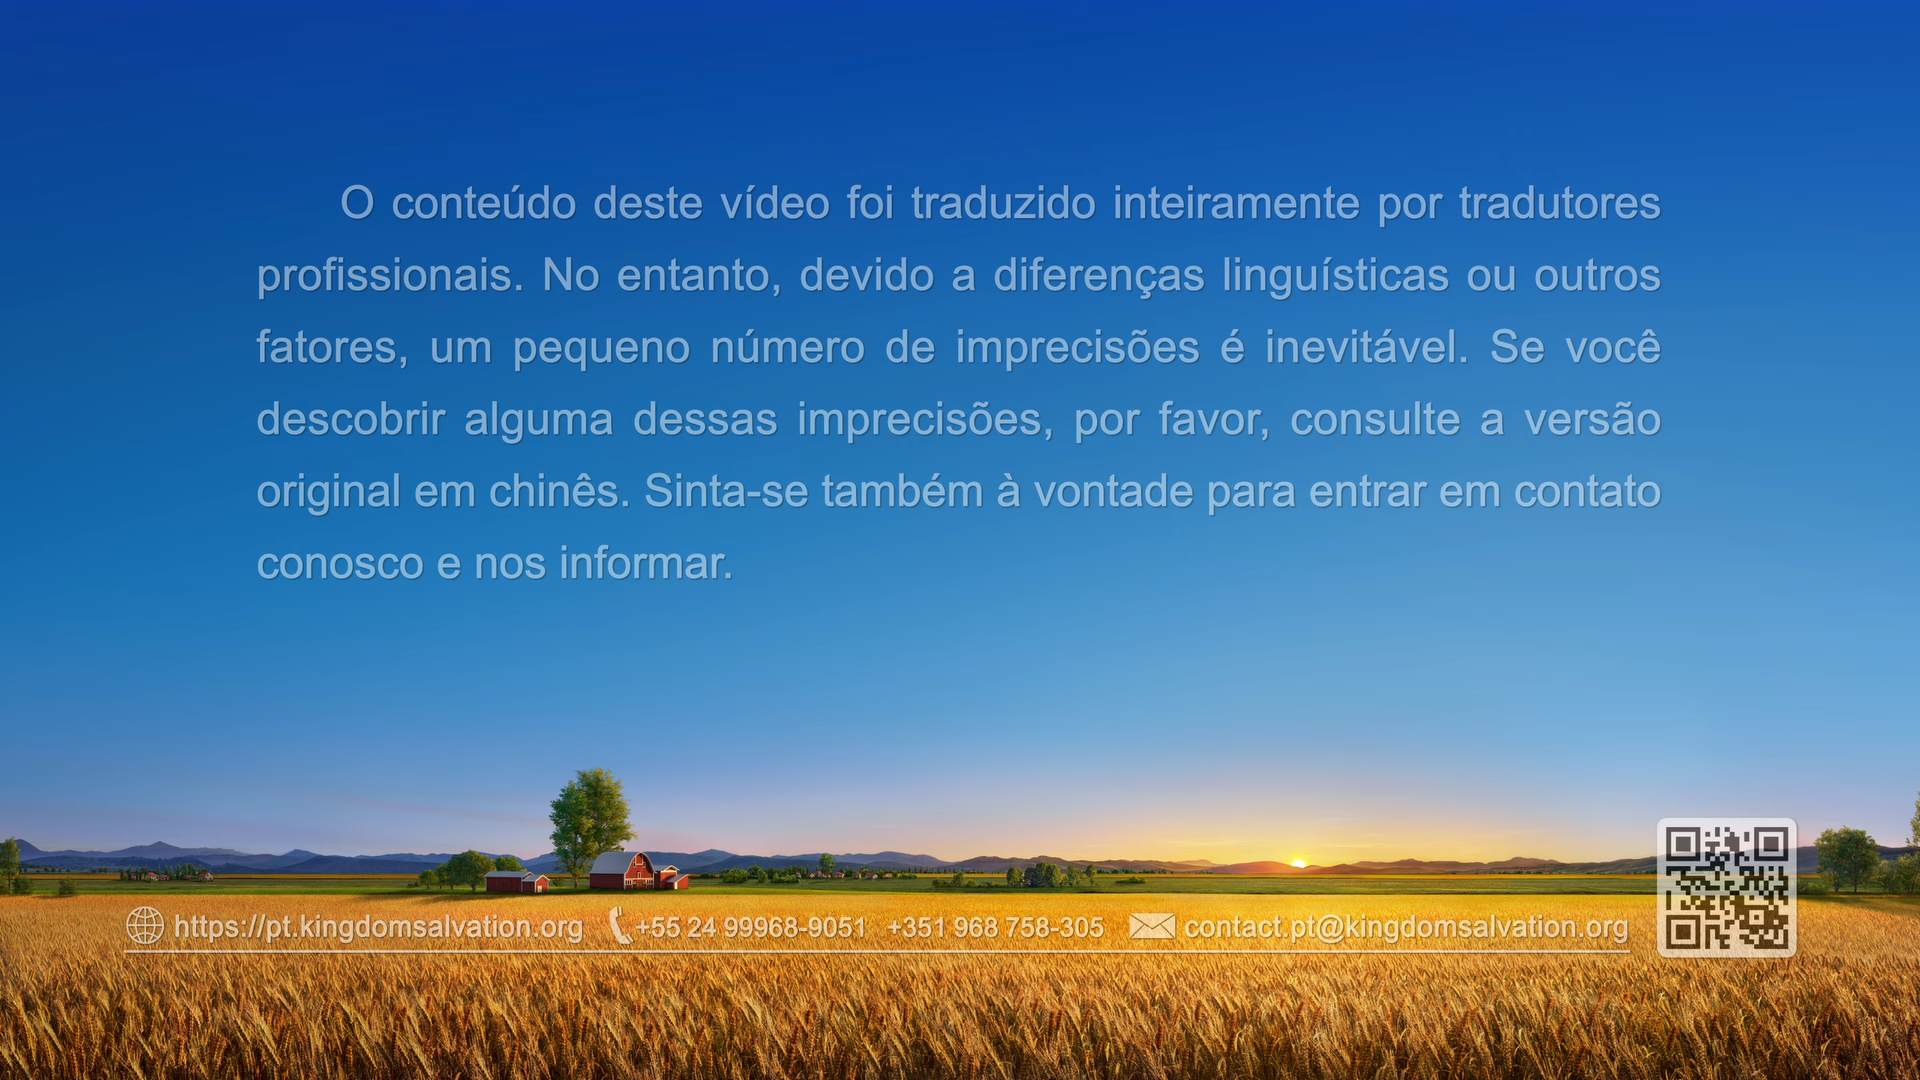 O conteúdo deste vídeo foi traduzido inteiramente por tradutores
profissionais. No entanto, devido a diferenças linguísticas ou outros
fatores, um pequeno número de imprecisões é inevitável. Se você
descobrir alguma dessas imprecisões, por favor, consulte a versão
original em chinês. Sinta-se também à vontade para entrar em contato
conosco e nos informar.
https://pt.kingdomsalvation.org +55 24 99968-9051 +351 968 758-305 contact.pt@kingdomsalvation.org